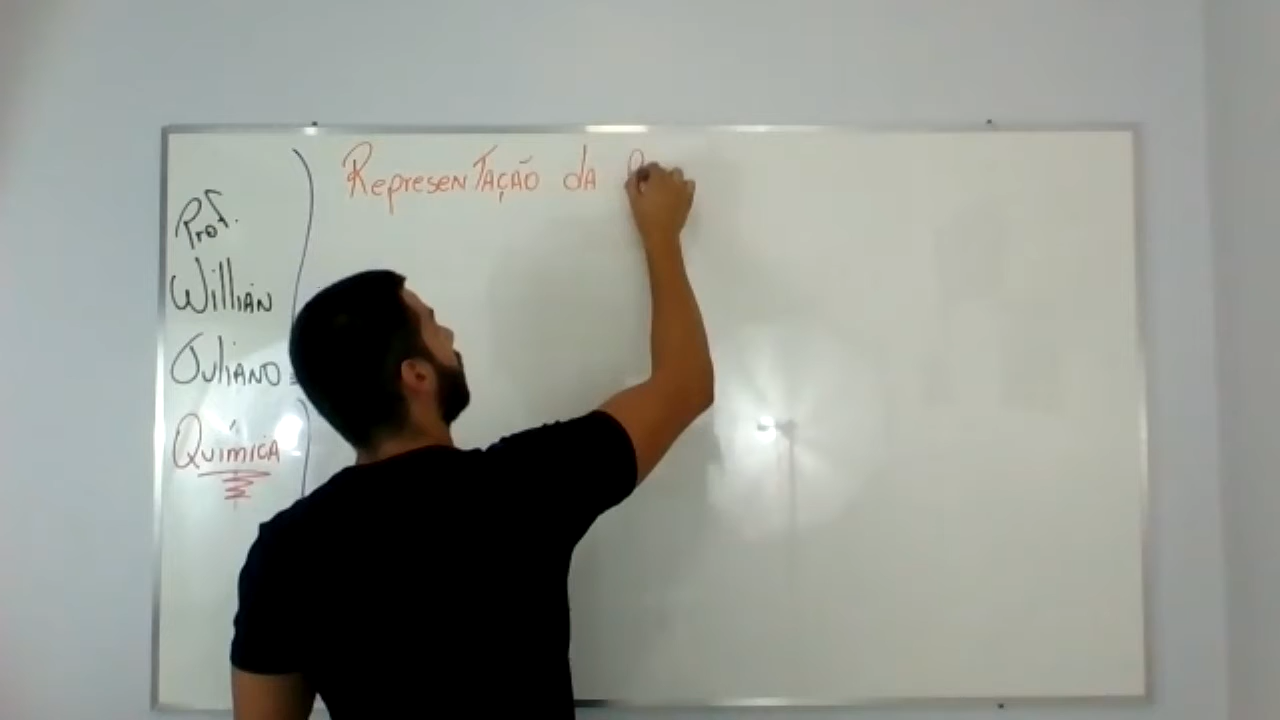 Prof.
Willian
Juliano
Química
Representação da